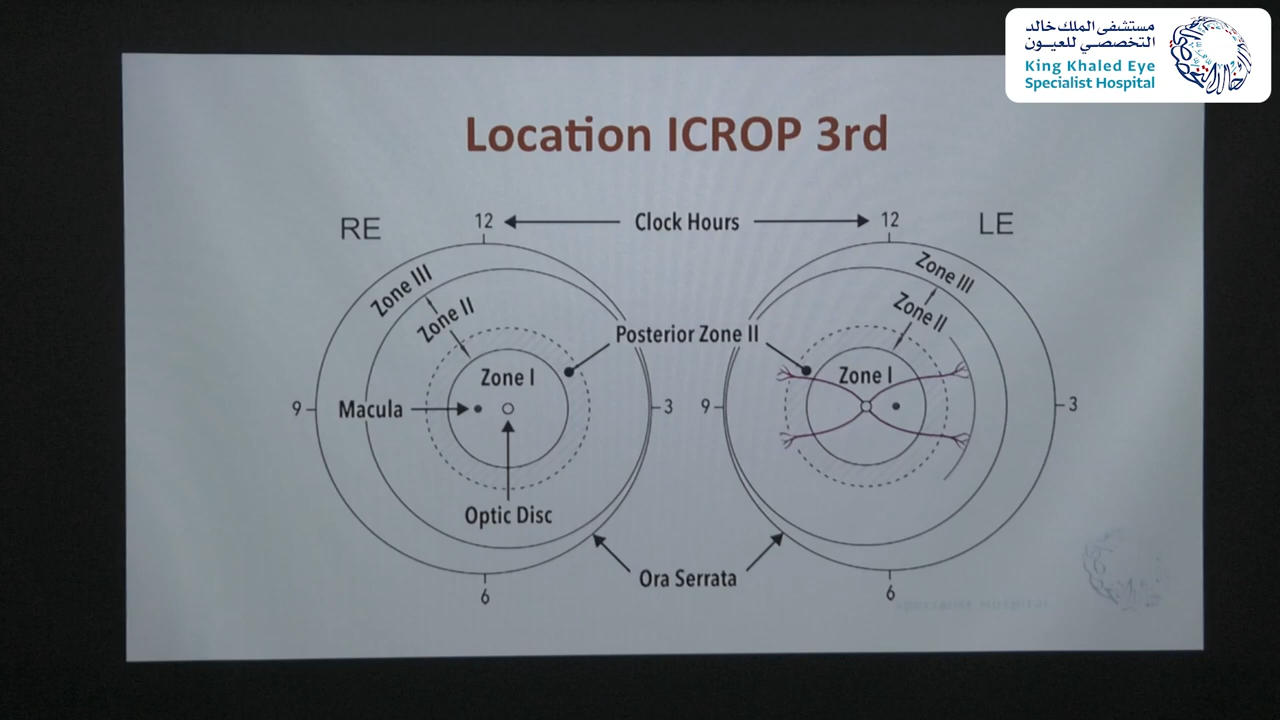 مستشفى الملك خالد
التخصصي للعيون
King Khaled Eye
Specialist Hospital
Location ICROP 3rd
RE
12
Clock Hours
12
LE
Zone III
Zone II
Zone III
Zone II
Posterior Zone II
Zone I
Zone I
9
Macula
3
9
3
Optic Disc
Ora Serrata
6
6
Specialist Hospital